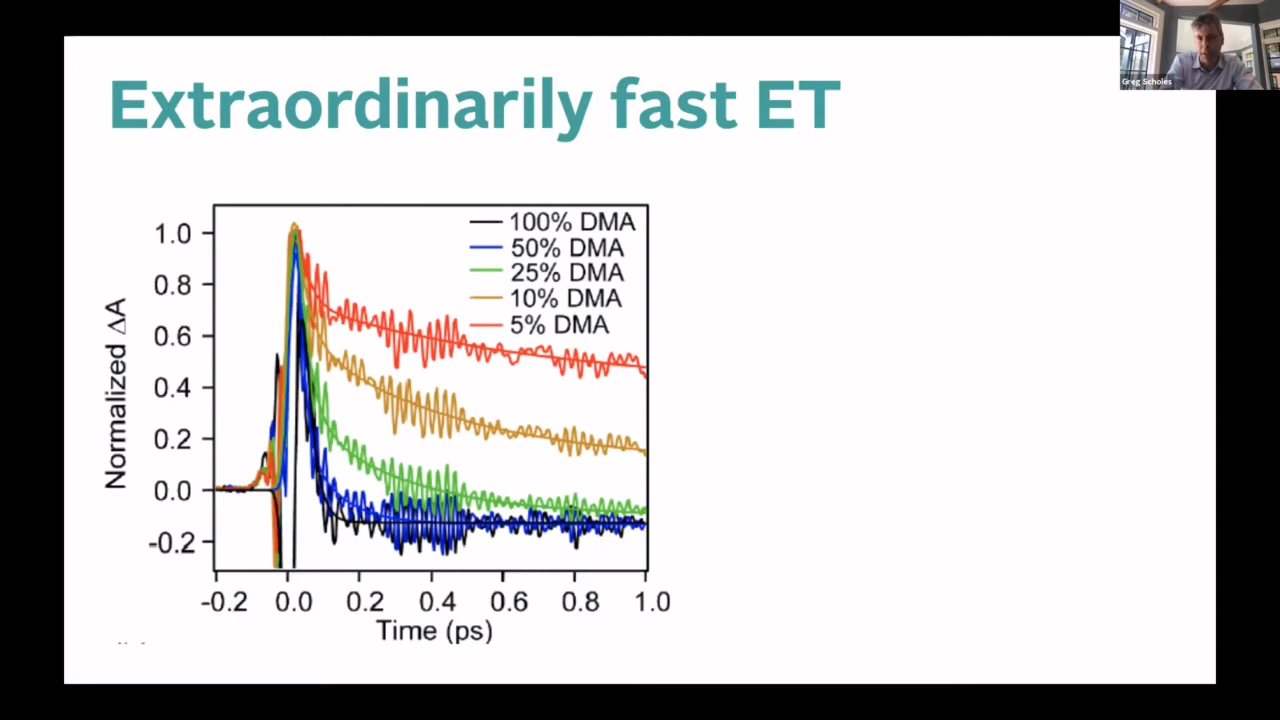 Greg Scholes
Extraordinarily fast ET
100% DMA
50% DMA
25% DMA
10% DMA
5% DMA
Normalized ΔA
1.0
0.8
0.6
0.4
0.2
0.0
-0.2
-0.2 0.0 0.2 0.4 0.6 0.8 1.0
Time (ps)